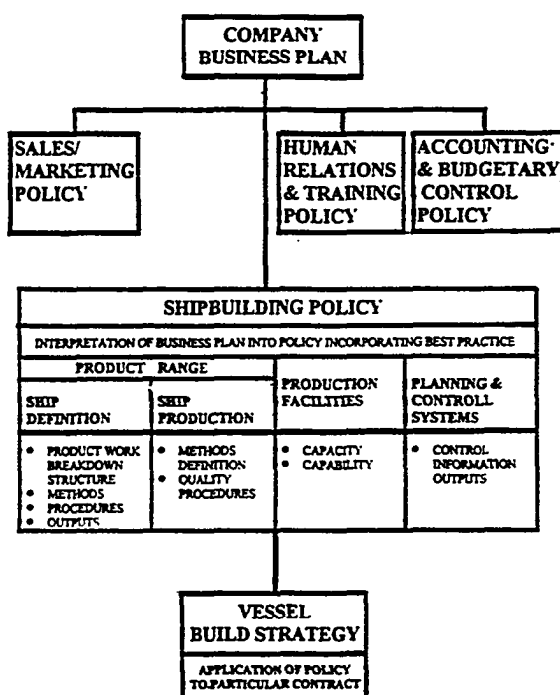 COMPANY
BUSINESS PLAN
SALES/
MARKETING
POLICY
HUMAN
RELATIONS
& TRAINING
POLICY
ACCOUNTING
& BUDGETARY
CONTROL
POLICY
SHIPBUILDING POLICY
INTERPRETATION OF BUSINESS PLAN INTO POLICY INCORPORATING BEST PRACTICE
PRODUCT RANGE
SHIP
DEFINITION
SHIP
PRODUCTION
PRODUCTION
FACILITIES
PLANNING &
CONTROLL
SYSTEMS
• PRODUCT WORK
BREAKDOWN
STRUCTURE
• METHODS
• PROCEDURES
• OUTPUTS
• METHODS
DEFINITION
• QUALITY
PROCEDURES
• CAPACITY
• CAPABILITY
• CONTROL
INFORMATION
OUTPUTS
VESSEL
BUILD STRATEGY
APPLICATION OF POLICY
TO PARTICULAR CONTRACT